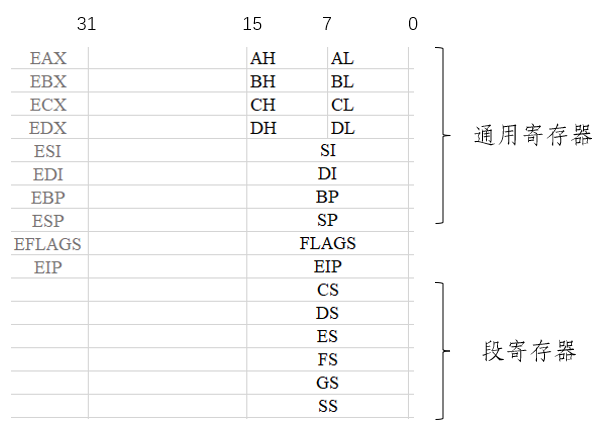 31 15 7 0
EAX AH AL
EBX BH BL
ECX CH CL
EDX DH DL
通用寄存器
ESI SI
EDI DI
EBP BP
ESP SP
EFLAGS FLAGS
EIP EIP
CS
DS
ES
段寄存器
FS
GS
SS